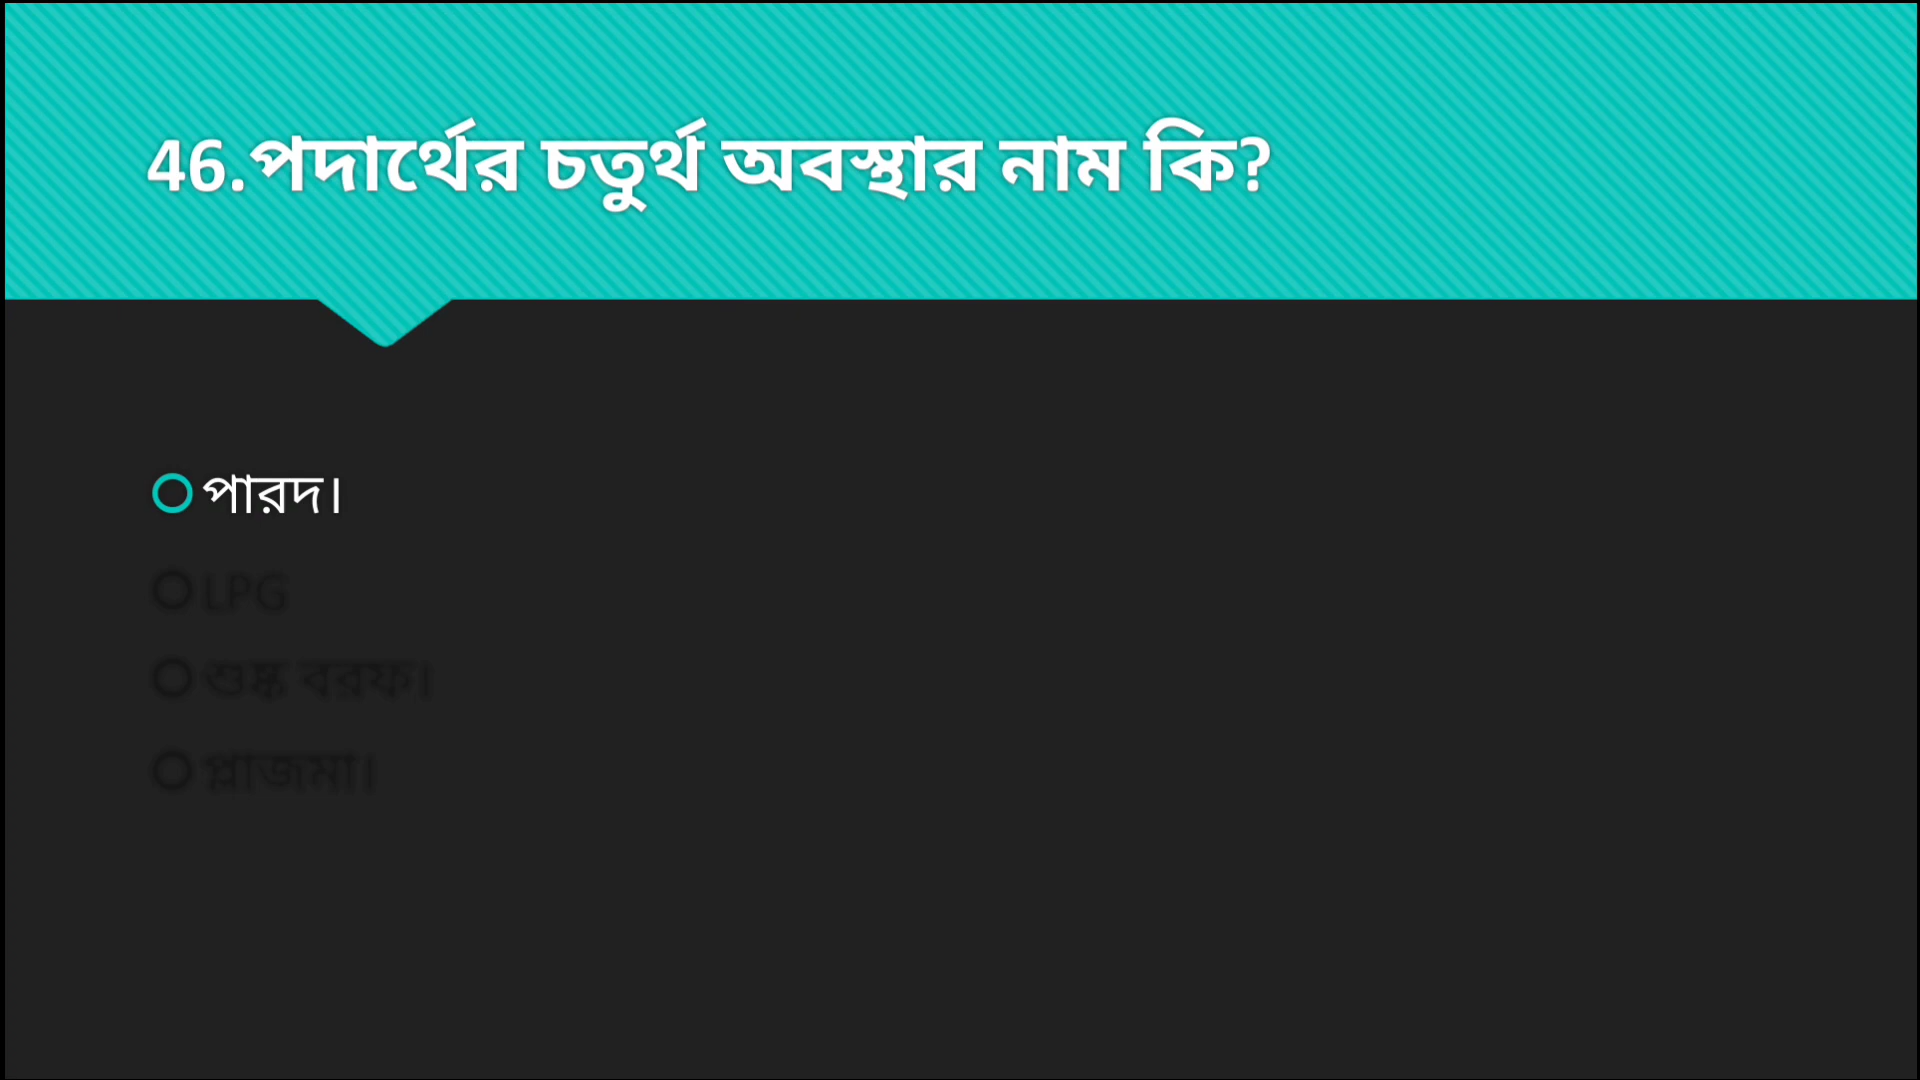 46.পদার্থের চতুর্থ অবস্থার নাম কি?
পারদ।
LPG
শুষ্ক বরফ।
প্লাজমা।